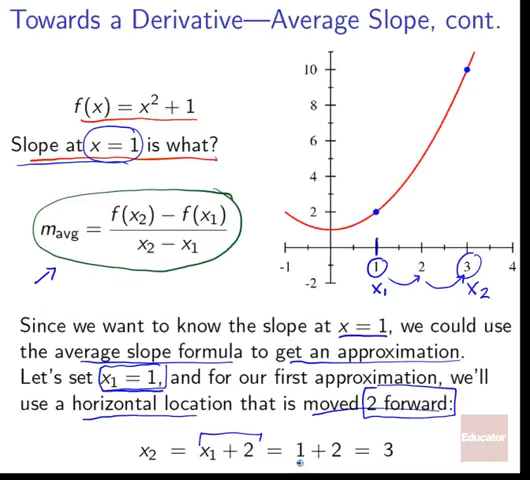 Towards a Derivative—Average Slope, cont.
f(x) = x² + 1
Slope at x = 1 is what?
m_avg = (f(x₂) − f(x₁)) / (x₂ − x₁)
10
8
6
4
2
-2
-1 1 2 3 4
x₁ x₂
Since we want to know the slope at x = 1, we could use
the average slope formula to get an approximation.
Let's set x₁ = 1, and for our first approximation, we'll
use a horizontal location that is moved 2 forward:
x₂ = x₁ + 2 = 1 + 2 = 3
Educator